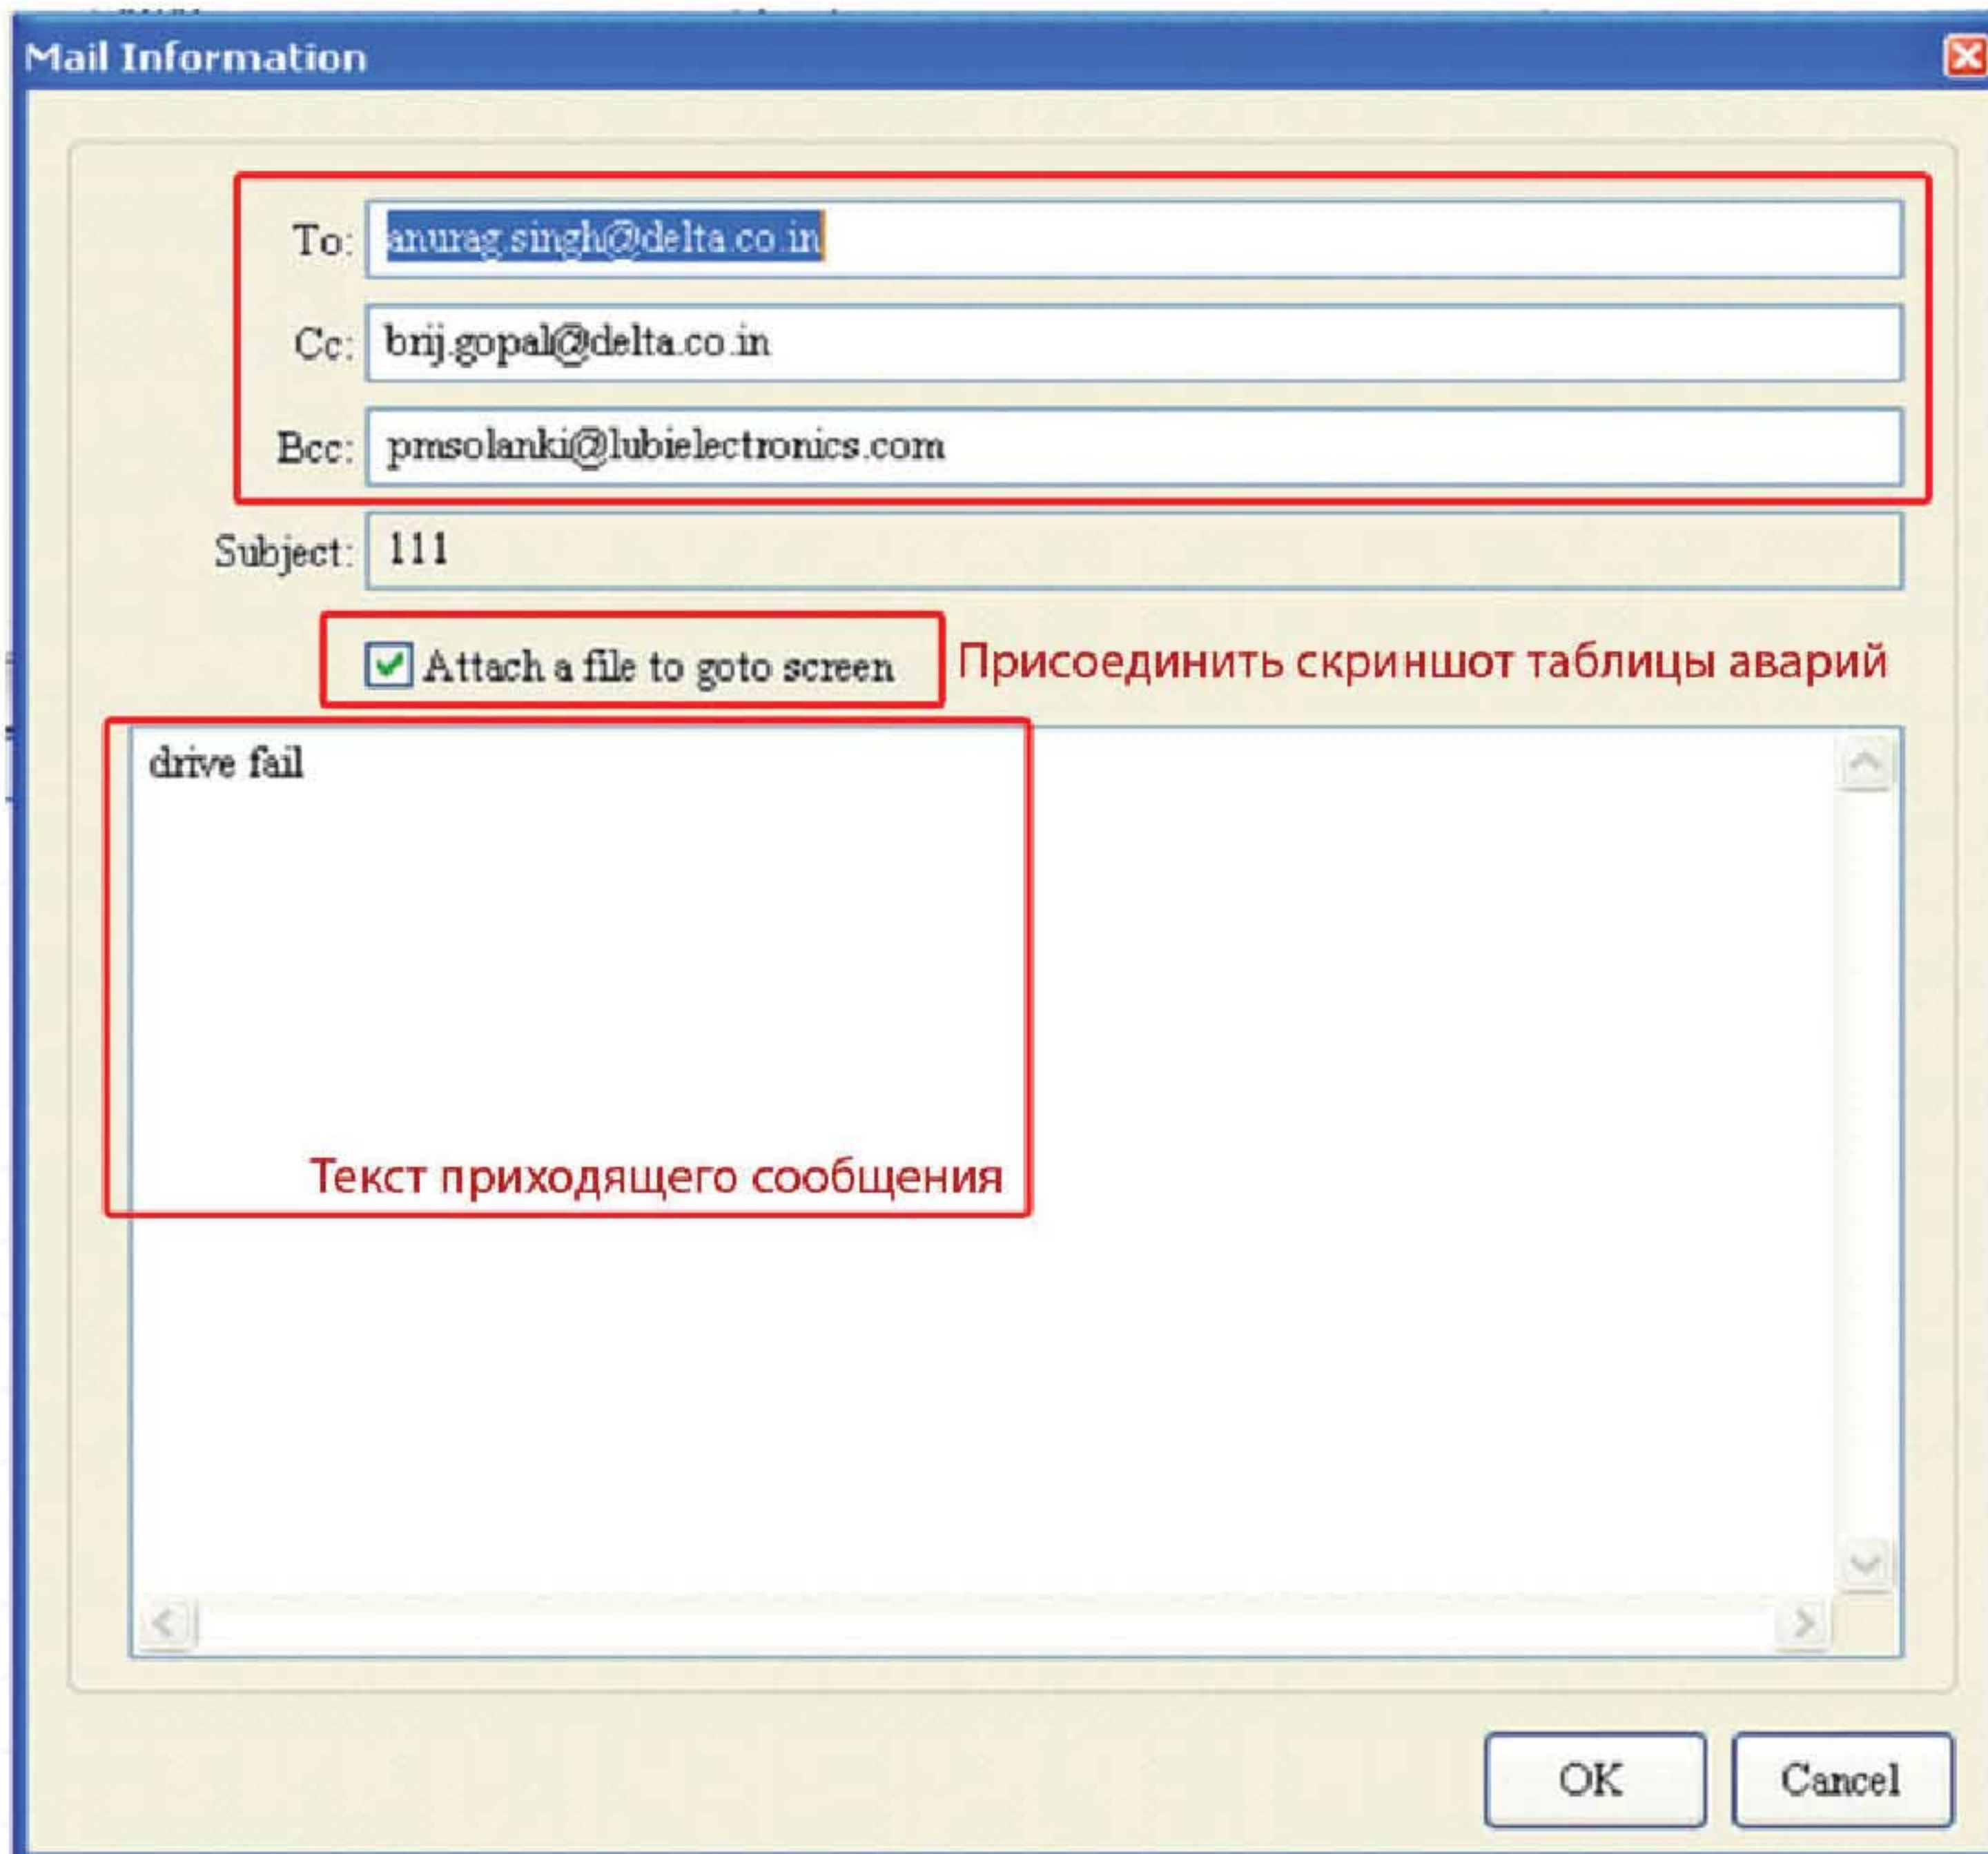 Mail Information
To: anurag.singh@delta.co.in
Cc: brij.gopal@delta.co.in
Bcc: pmsolanki@lubielectronics.com
Subject: 111
Attach a file to goto screen
Присоединить скриншот таблицы аварий
drive fail
Текст приходящего сообщения
OK
Cancel